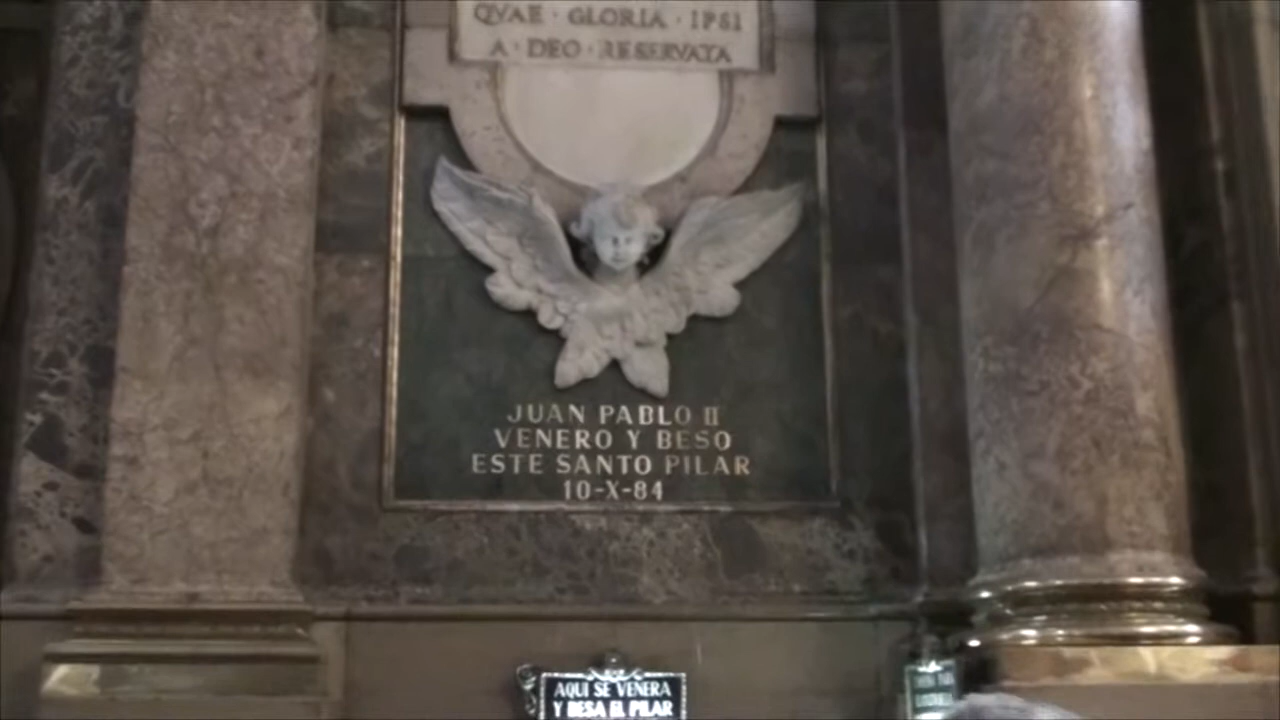 QVAE · GLORIA · IPSI
A · DEO · RESERVATA
JUAN PABLO II
VENERO Y BESO
ESTE SANTO PILAR
10-X-84
AQUI SE VENERA
Y BESA EL PILAR